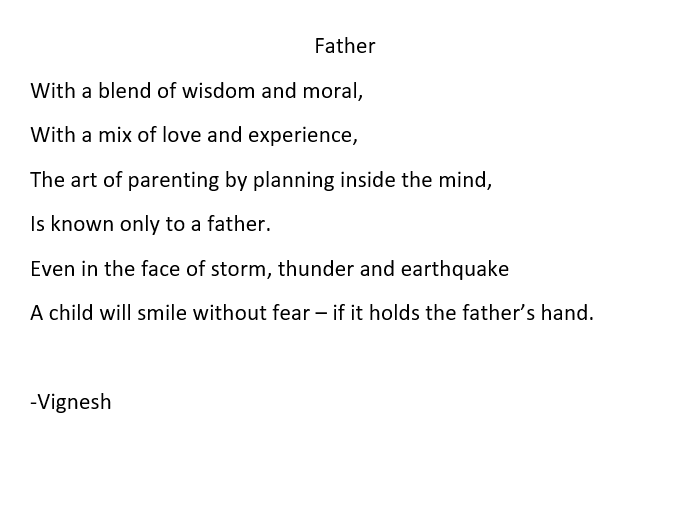 Father
With a blend of wisdom and moral,
With a mix of love and experience,
The art of parenting by planning inside the mind,
Is known only to a father.
Even in the face of storm, thunder and earthquake
A child will smile without fear – if it holds the father’s hand.
-Vignesh